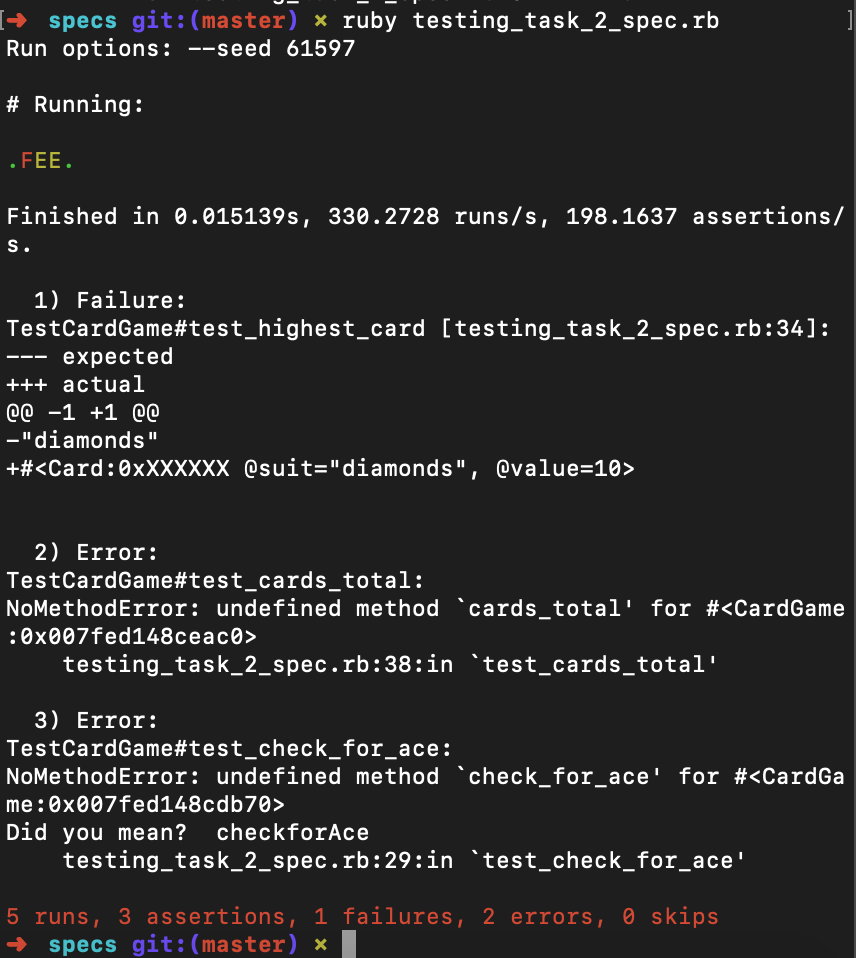 [➜ specs git:(master) × ruby testing_task_2_spec.rb ]
Run options: --seed 61597
# Running:
.FEE.
Finished in 0.015139s, 330.2728 runs/s, 198.1637 assertions/
s.
1) Failure:
TestCardGame#test_highest_card [testing_task_2_spec.rb:34]:
--- expected
+++ actual
@@ -1 +1 @@
-"diamonds"
+#<Card:0xXXXXXX @suit="diamonds", @value=10>
2) Error:
TestCardGame#test_cards_total:
NoMethodError: undefined method `cards_total' for #<CardGame
:0x007fed148ceac0>
testing_task_2_spec.rb:38:in `test_cards_total'
3) Error:
TestCardGame#test_check_for_ace:
NoMethodError: undefined method `check_for_ace' for #<CardGa
me:0x007fed148cdb70>
Did you mean?  checkforAce
testing_task_2_spec.rb:29:in `test_check_for_ace'
5 runs, 3 assertions, 1 failures, 2 errors, 0 skips
➜ specs git:(master) ×